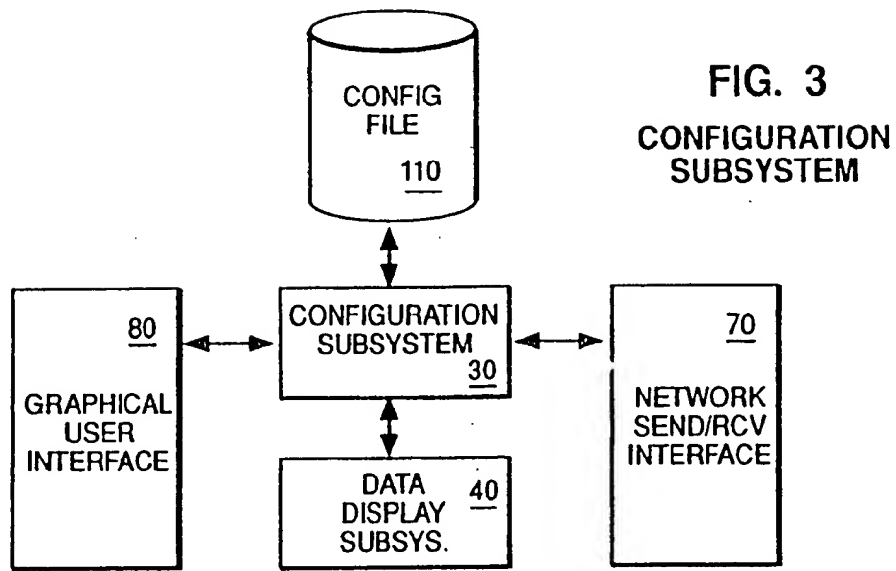 CONFIG
FILE
110
FIG. 3
CONFIGURATION
SUBSYSTEM
80
GRAPHICAL
USER
INTERFACE
CONFIGURATION
SUBSYSTEM
30
70
NETWORK
SEND/RCV
INTERFACE
DATA
DISPLAY
SUBSYS.
40